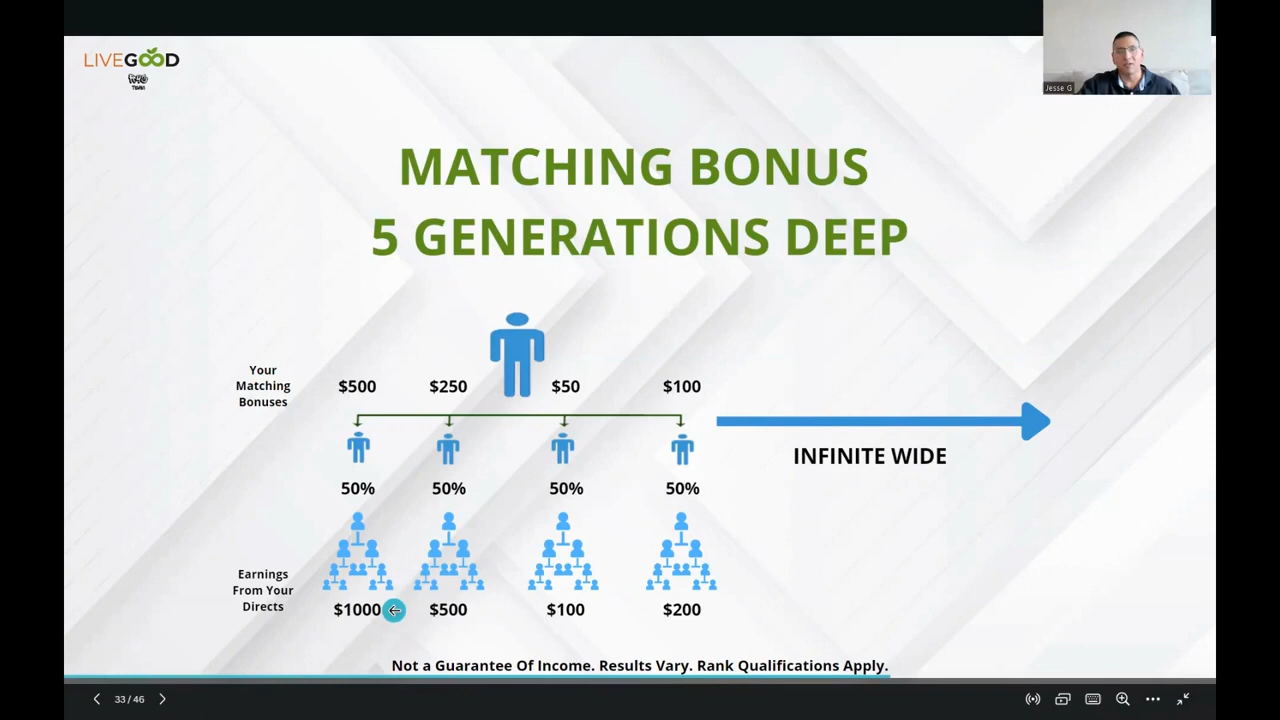 LIVEGOOD
TEAM
Jesse G
MATCHING BONUS
5 GENERATIONS DEEP
Your
Matching
Bonuses
$500 $250 $50 $100
INFINITE WIDE
50% 50% 50% 50%
Earnings
From Your
Directs
$1000 $500 $100 $200
Not a Guarantee Of Income. Results Vary. Rank Qualifications Apply.
33 / 46